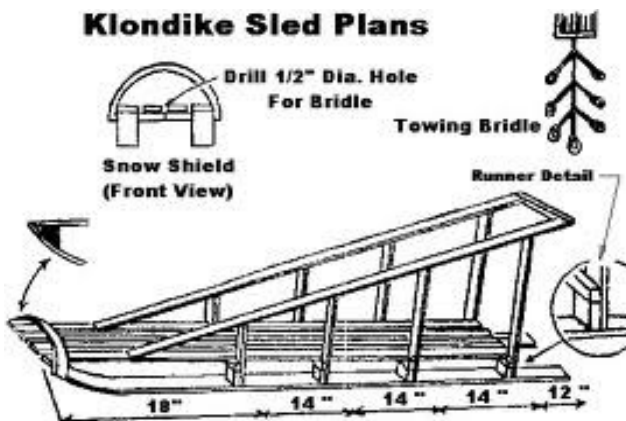 Klondike Sled Plans
Drill 1/2" Dia. Hole
For Bridle
Towing Bridle
Snow Shield
(Front View)
Runner Detail
18" 14" 14" 14" 12"